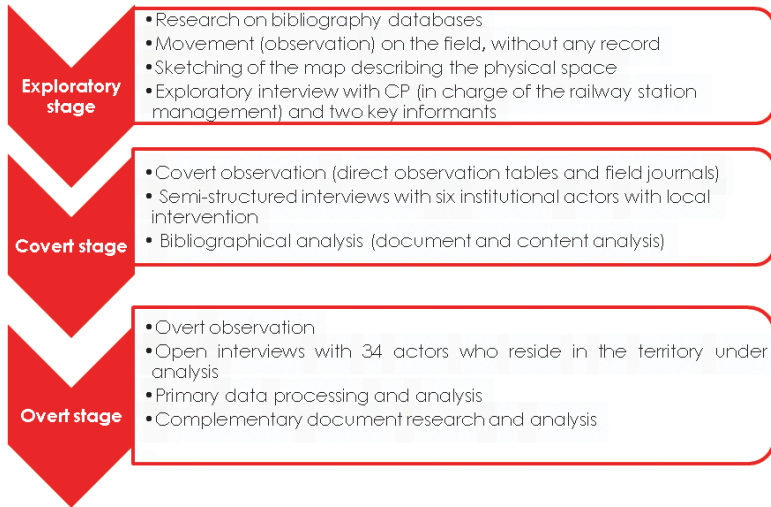 Exploratory
stage
•Research on bibliography databases
•Movement (observation) on the field, without any record
•Sketching of the map describing the physical space
•Exploratory interview with CP (in charge of the railway station
management) and two key informants
Covert stage
•Covert observation (direct observation tables and field journals)
• Semi-structured interviews with six institutional actors with local
intervention
• Bibliographical analysis (document and content analysis)
Overt stage
•Overt observation
•Open interviews with 34 actors who reside in the territory under
analysis
•Primary data processing and analysis
•Complementary document research and analysis